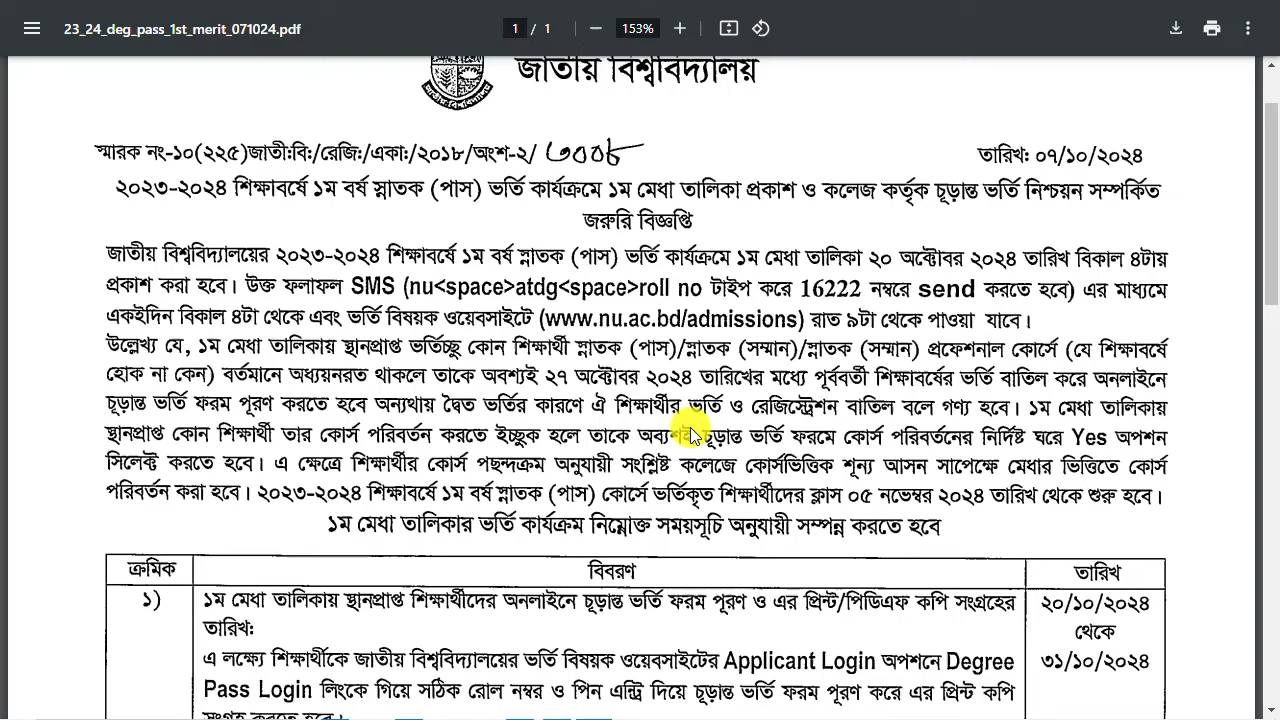 23_24_deg_pass_1st_merit_071024.pdf
1 / 1
153%
জাতীয় বিশ্ববিদ্যালয়
স্মারক নং-১০(২২৫)জাতী:বি:/রেজি:/একা:/২০১৮/অংশ-২/ ৩০০৮
তারিখ: ০৭/১০/২০২৪
২০২৩-২০২৪ শিক্ষাবর্ষে ১ম বর্ষ স্নাতক (পাস) ভর্তি কার্যক্রমে ১ম মেধা তালিকা প্রকাশ ও কলেজ কর্তৃক চূড়ান্ত ভর্তি নিশ্চয়ন সম্পর্কিত
জরুরি বিজ্ঞপ্তি
জাতীয় বিশ্ববিদ্যালয়ের ২০২৩-২০২৪ শিক্ষাবর্ষে ১ম বর্ষ স্নাতক (পাস) ভর্তি কার্যক্রমে ১ম মেধা তালিকা ২০ অক্টোবর ২০২৪ তারিখ বিকাল ৪টায়
প্রকাশ করা হবে। উক্ত ফলাফল SMS (nu<space>atdg<space>roll no টাইপ করে 16222 নম্বরে send করতে হবে) এর মাধ্যমে
একইদিন বিকাল ৪টা থেকে এবং ভর্তি বিষয়ক ওয়েবসাইটে (www.nu.ac.bd/admissions) রাত ৯টা থেকে পাওয়া যাবে।
উল্লেখ্য যে, ১ম মেধা তালিকায় স্থানপ্রাপ্ত ভর্তিচ্ছু কোন শিক্ষার্থী স্নাতক (পাস)/স্নাতক (সম্মান)/স্নাতক (সম্মান) প্রফেশনাল কোর্সে (যে শিক্ষাবর্ষে
হোক না কেন) বর্তমানে অধ্যয়নরত থাকলে তাকে অবশ্যই ২৭ অক্টোবর ২০২৪ তারিখের মধ্যে পূর্ববর্তী শিক্ষাবর্ষের ভর্তি বাতিল করে অনলাইনে
চূড়ান্ত ভর্তি ফরম পূরণ করতে হবে অন্যথায় দ্বৈত ভর্তির কারণে ঐ শিক্ষার্থীর ভর্তি ও রেজিস্ট্রেশন বাতিল বলে গণ্য হবে। ১ম মেধা তালিকায়
স্থানপ্রাপ্ত কোন শিক্ষার্থী তার কোর্স পরিবর্তন করতে ইচ্ছুক হলে তাকে অব্যশই চূড়ান্ত ভর্তি ফরমে কোর্স পরিবর্তনের নির্দিষ্ট ঘরে Yes অপশন
সিলেক্ট করতে হবে। এ ক্ষেত্রে শিক্ষার্থীর কোর্স পছন্দক্রম অনুযায়ী সংশ্লিষ্ট কলেজে কোর্সভিত্তিক শূন্য আসন সাপেক্ষে মেধার ভিত্তিতে কোর্স
পরিবর্তন করা হবে। ২০২৩-২০২৪ শিক্ষাবর্ষে ১ম বর্ষ স্নাতক (পাস) কোর্সে ভর্তিকৃত শিক্ষার্থীদের ক্লাস ০৫ নভেম্বর ২০২৪ তারিখ থেকে শুরু হবে।
১ম মেধা তালিকার ভর্তি কার্যক্রম নিম্নোক্ত সময়সূচি অনুযায়ী সম্পন্ন করতে হবে
ক্রমিক
বিবরণ
তারিখ
১)
১ম মেধা তালিকায় স্থানপ্রাপ্ত শিক্ষার্থীদের অনলাইনে চূড়ান্ত ভর্তি ফরম পূরণ ও এর প্রিন্ট/পিডিএফ কপি সংগ্রহের
তারিখ:
এ লক্ষ্যে শিক্ষার্থীকে জাতীয় বিশ্ববিদ্যালয়ের ভর্তি বিষয়ক ওয়েবসাইটের Applicant Login অপশনে Degree
Pass Login লিংকে গিয়ে সঠিক রোল নম্বর ও পিন এন্ট্রি দিয়ে চূড়ান্ত ভর্তি ফরম পূরণ করে এর প্রিন্ট কপি
সংগ্রহ করতে হবে।
২০/১০/২০২৪
থেকে
৩১/১০/২০২৪